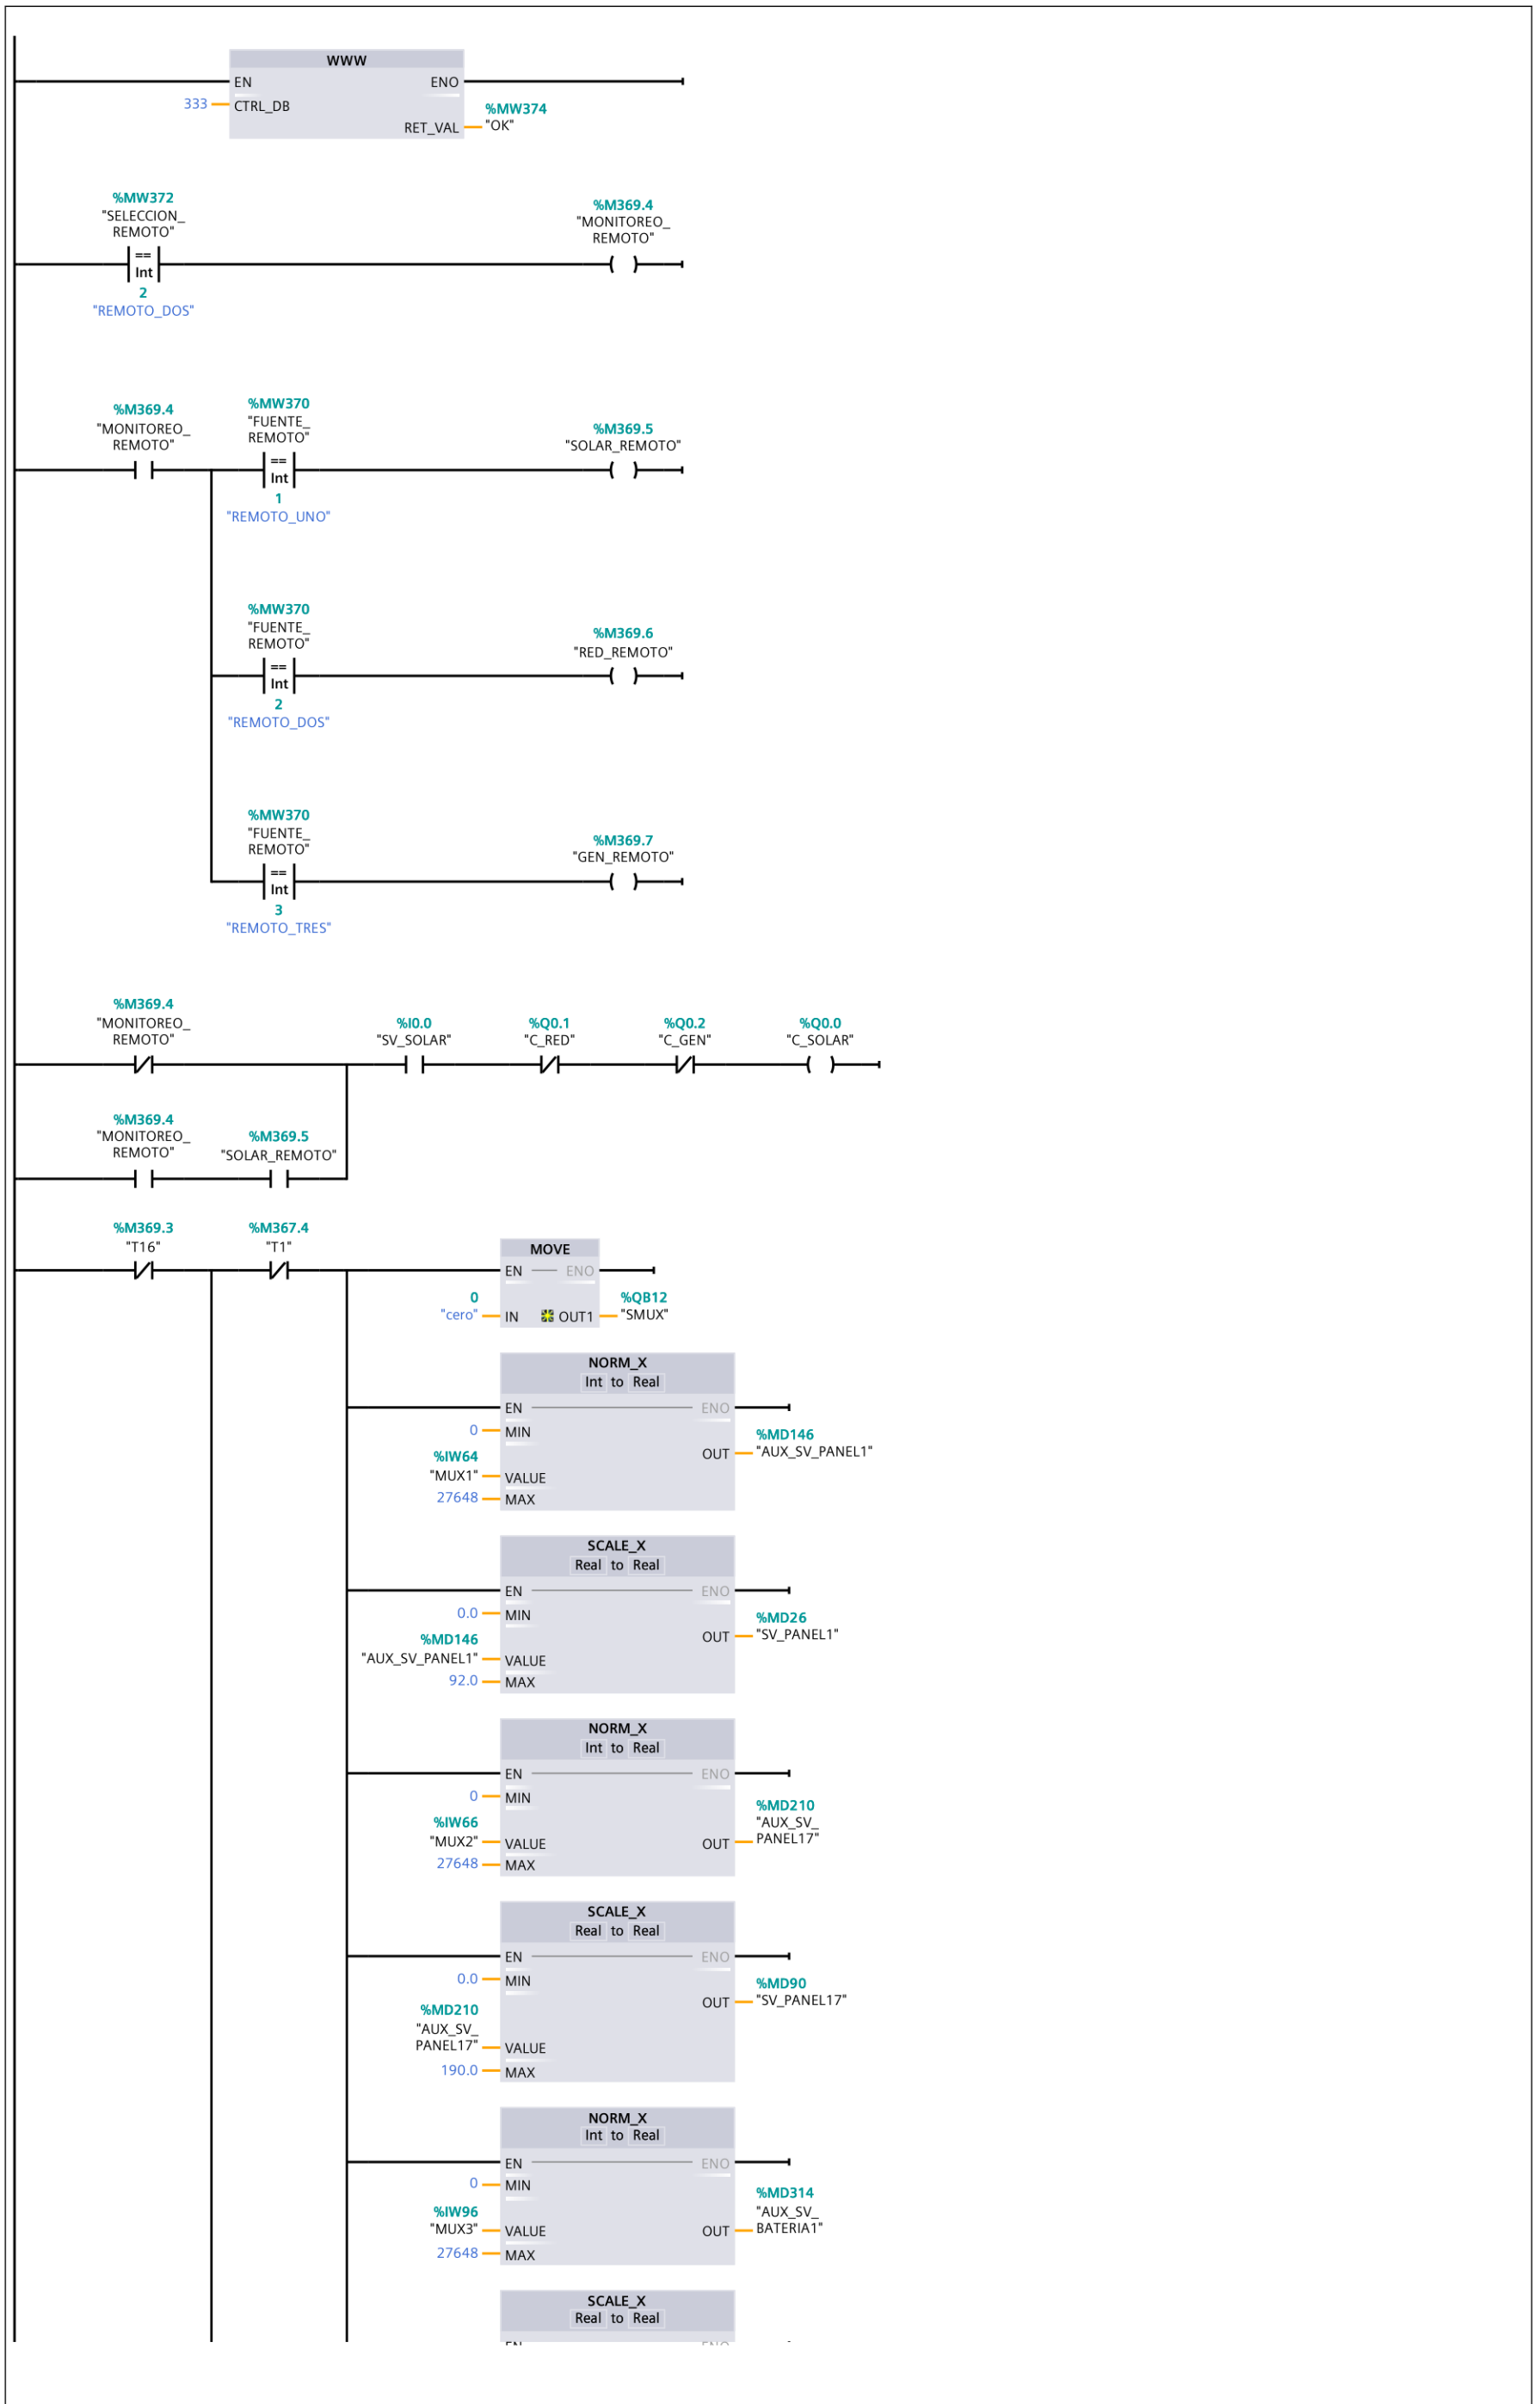 WWW
EN
ENO
333
CTRL_DB
%MW374
RET_VAL
"OK"
%MW372
"SELECCION_
REMOTO"
==
Int
2
"REMOTO_DOS"
%M369.4
"MONITOREO_
REMOTO"
%M369.4
"MONITOREO_
REMOTO"
%MW370
"FUENTE_
REMOTO"
==
Int
1
"REMOTO_UNO"
%M369.5
"SOLAR_REMOTO"
%MW370
"FUENTE_
REMOTO"
==
Int
2
"REMOTO_DOS"
%M369.6
"RED_REMOTO"
%MW370
"FUENTE_
REMOTO"
==
Int
3
"REMOTO_TRES"
%M369.7
"GEN_REMOTO"
%M369.4
"MONITOREO_
REMOTO"
%I0.0
"SV_SOLAR"
%Q0.1
"C_RED"
%Q0.2
"C_GEN"
%Q0.0
"C_SOLAR"
%M369.4
"MONITOREO_
REMOTO"
%M369.5
"SOLAR_REMOTO"
%M369.3
"T16"
%M367.4
"T1"
MOVE
EN
ENO
0
"cero"
IN
OUT1
%QB12
"SMUX"
NORM_X
Int to Real
EN
ENO
0
MIN
%IW64
"MUX1"
VALUE
27648
MAX
OUT
%MD146
"AUX_SV_PANEL1"
SCALE_X
Real to Real
EN
ENO
0.0
MIN
%MD146
"AUX_SV_PANEL1"
VALUE
92.0
MAX
OUT
%MD26
"SV_PANEL1"
NORM_X
Int to Real
EN
ENO
0
MIN
%IW66
"MUX2"
VALUE
27648
MAX
OUT
%MD210
"AUX_SV_
PANEL17"
SCALE_X
Real to Real
EN
ENO
0.0
MIN
%MD210
"AUX_SV_
PANEL17"
VALUE
190.0
MAX
OUT
%MD90
"SV_PANEL17"
NORM_X
Int to Real
EN
ENO
0
MIN
%IW96
"MUX3"
VALUE
27648
MAX
OUT
%MD314
"AUX_SV_
BATERIA1"
SCALE_X
Real to Real